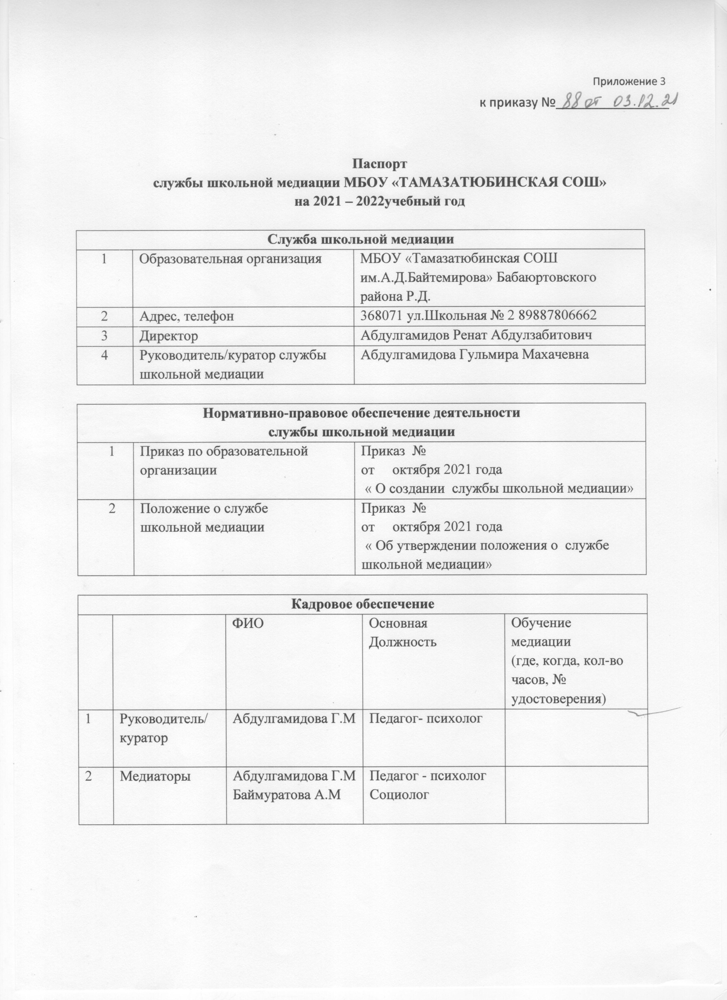 Приложение 3
к приказу № 88 от 03.12.21
Паспорт
службы школьной медиации МБОУ «ТАМАЗАТЮБИНСКАЯ СОШ»
на 2021 – 2022учебный год
Служба школьной медиации
1 Образовательная организация МБОУ «Тамазатюбинская СОШ
им.А.Д.Байтемирова» Бабаюртовского
района Р.Д.
2 Адрес, телефон 368071 ул.Школьная № 2 89887806662
3 Директор Абдулгамидов Ренат Абдулзабитович
4 Руководитель/куратор службы Абдулгамидова Гульмира Махачевна
школьной медиации
Нормативно-правовое обеспечение деятельности
службы школьной медиации
1 Приказ по образовательной Приказ №
организации от октября 2021 года
« О создании службы школьной медиации»
2 Положение о службе Приказ №
школьной медиации от октября 2021 года
« Об утверждении положения о службе
школьной медиации»
Кадровое обеспечение
ФИО Основная Обучение
Должность медиации
(где, когда, кол-во
часов, №
удостоверения)
1 Руководитель/ Абдулгамидова Г.М Педагог- психолог
куратор
2 Медиаторы Абдулгамидова Г.М Педагог - психолог
Баймуратова А.М Социолог